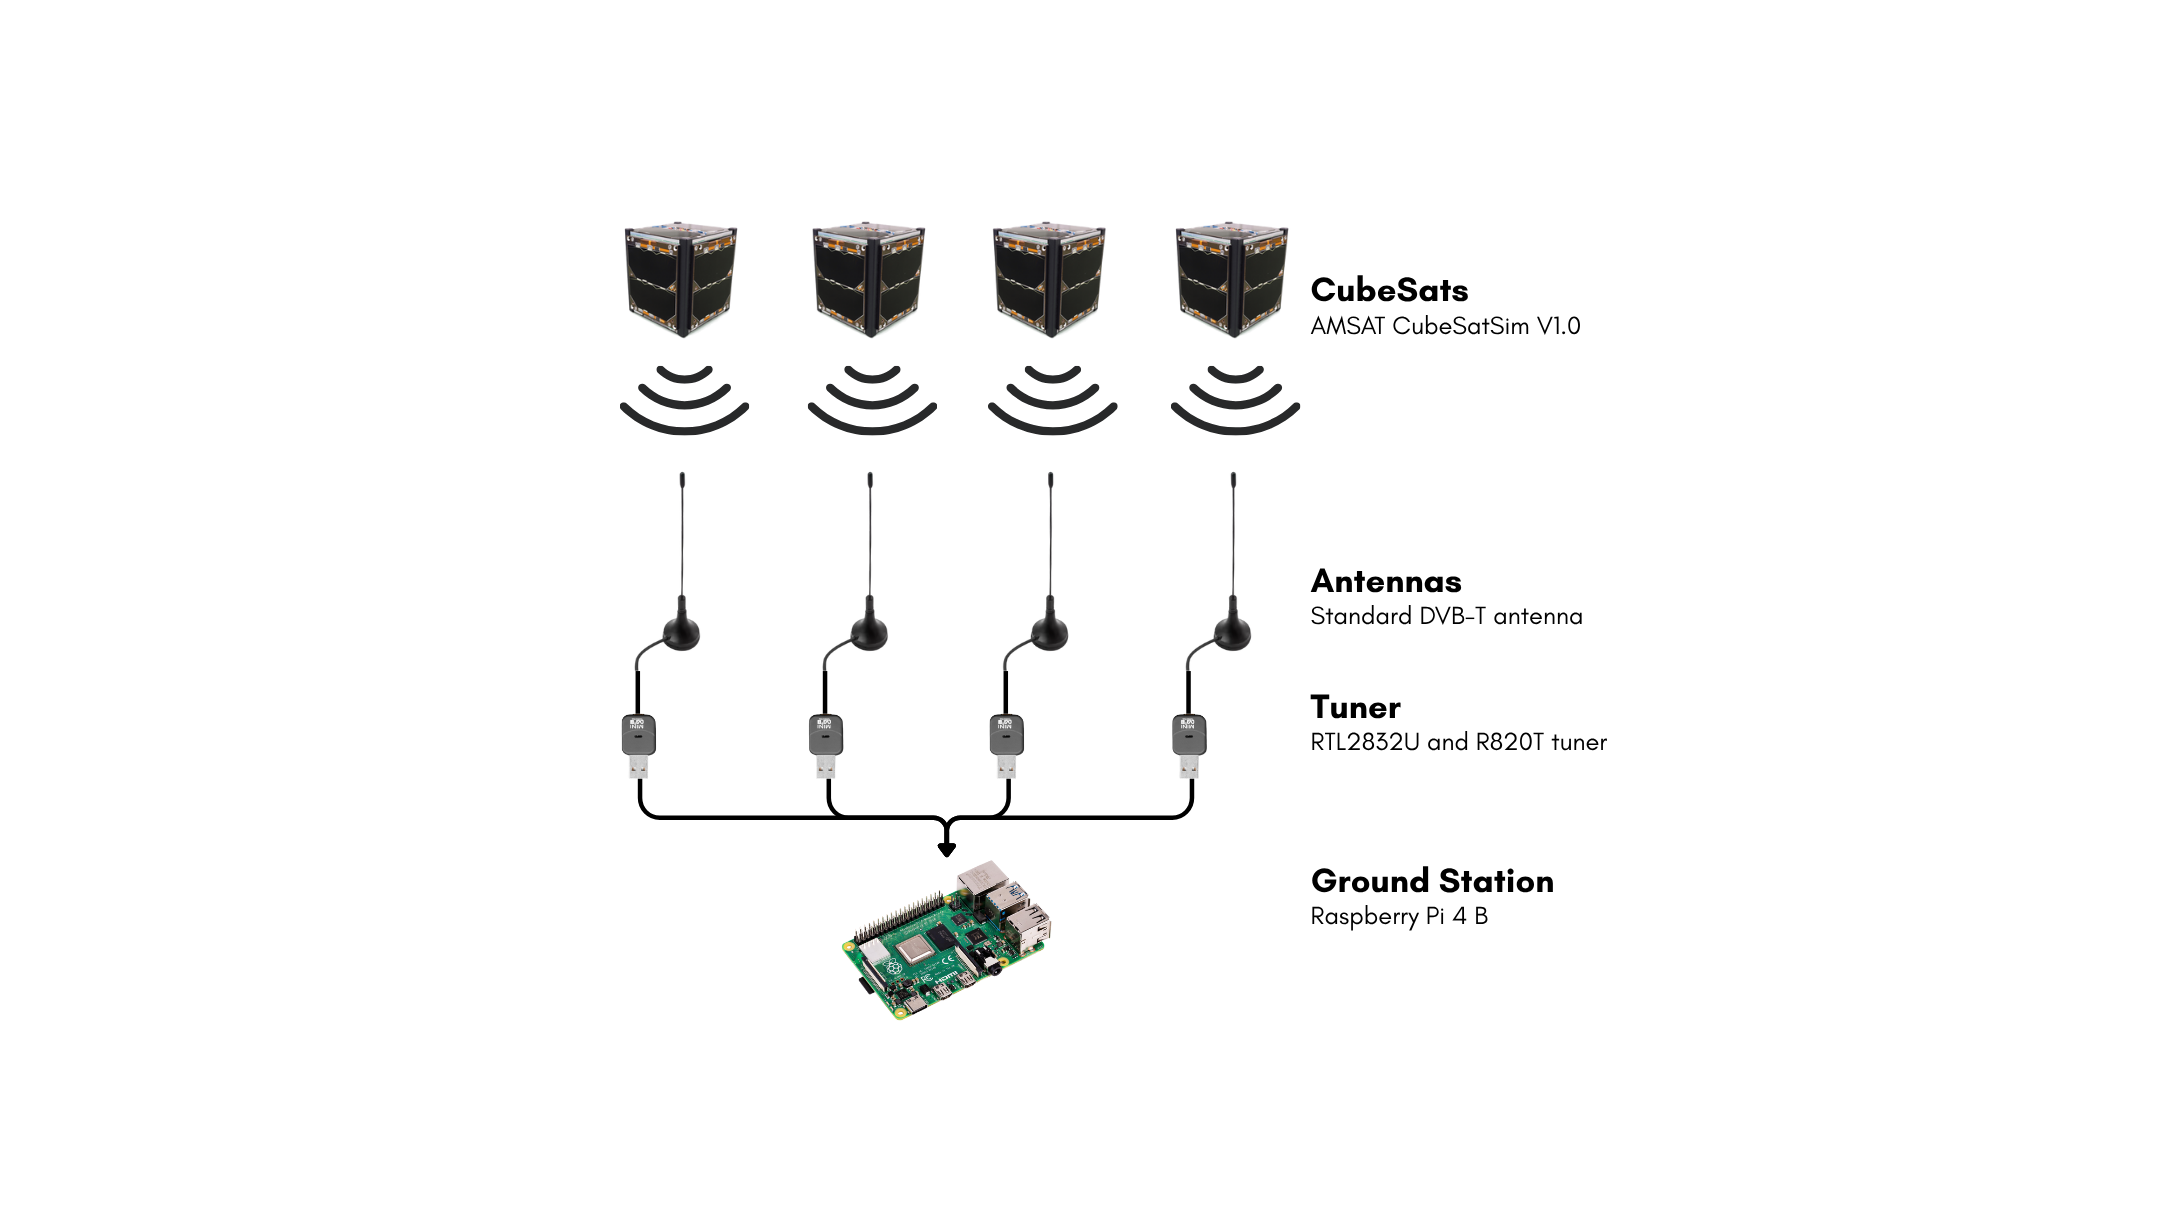 CubeSats
AMSAT CubeSatSim V1.0
Antennas
Standard DVB-T antenna
Tuner
RTL2832U and R820T tuner
Ground Station
Raspberry Pi 4 B